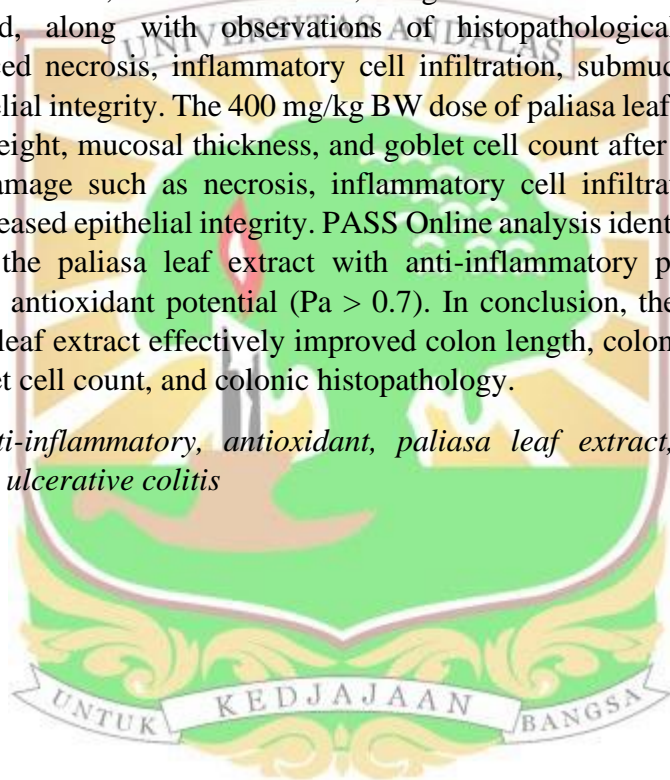 UNIVERSITAS ANDALAS
d, along with observations of histopathological
ed necrosis, inflammatory cell infiltration, submuc
lial integrity. The 400 mg/kg BW dose of paliasa leaf
eight, mucosal thickness, and goblet cell count after
amage such as necrosis, inflammatory cell infiltra
eased epithelial integrity. PASS Online analysis ident
the paliasa leaf extract with anti-inflammatory p
antioxidant potential (Pa > 0.7). In conclusion, the
leaf extract effectively improved colon length, colon
et cell count, and colonic histopathology.
ti-inflammatory, antioxidant, paliasa leaf extract,
ulcerative colitis
UNTUK KEDJAJAAN BANGSA